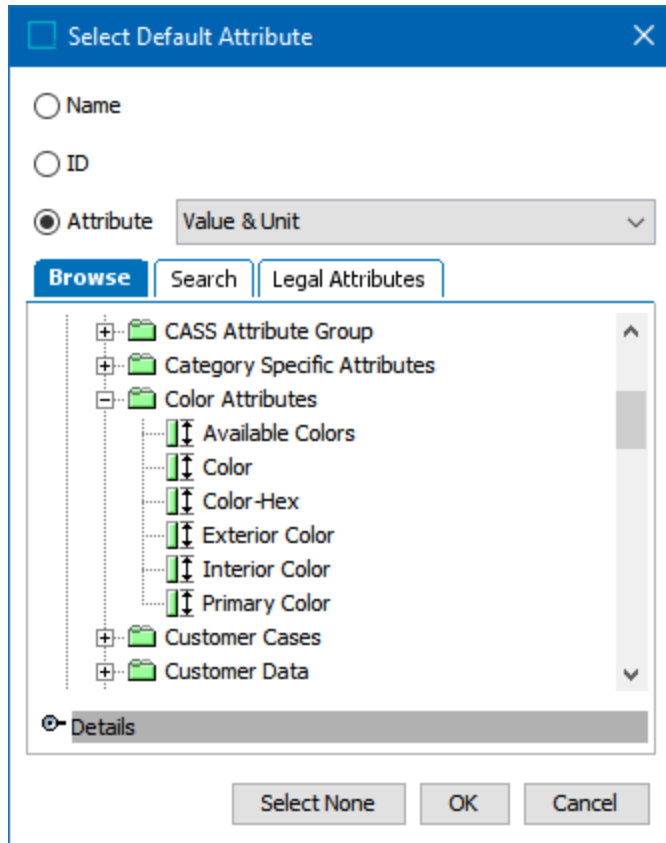 Select Default Attribute
Name
ID
Attribute Value & Unit
Browse Search Legal Attributes
CASS Attribute Group
Category Specific Attributes
Color Attributes
Available Colors
Color
Color-Hex
Exterior Color
Interior Color
Primary Color
Customer Cases
Customer Data
Details
Select None OK Cancel